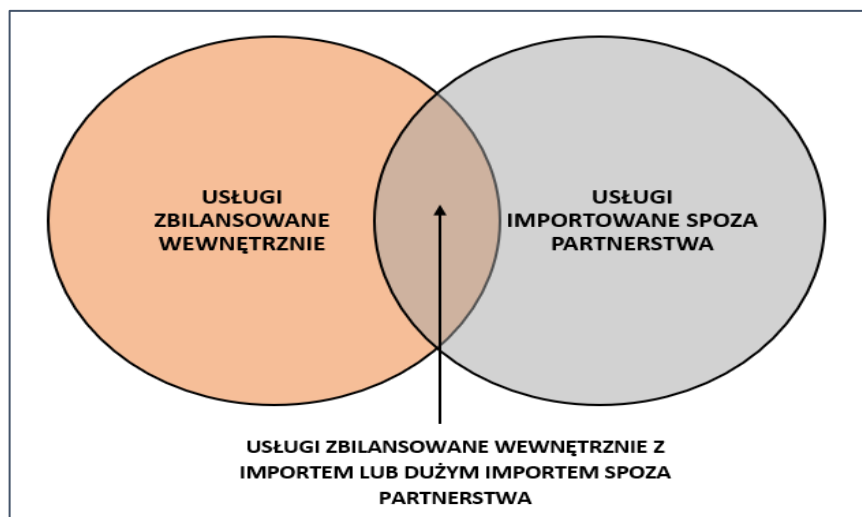 USŁUGI
ZBILANSOWANE
WEWNĘTRZNIE
USŁUGI
IMPORTOWANE SPOZA
PARTNERSTWA
USŁUGI ZBILANSOWANE WEWNĘTRZNIE Z
IMPORTEM LUB DUŻYM IMPORTEM SPOZA
PARTNERSTWA